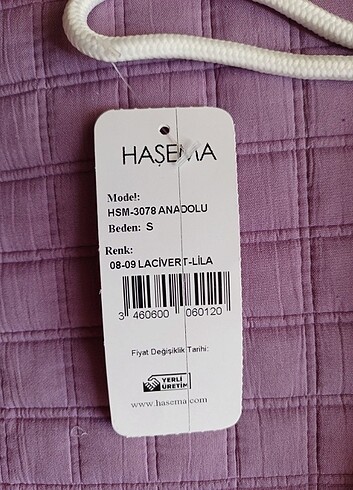 HAŞEMA
Model:
HSM-3078 ANADOLU
Beden: S
Renk:
08-09 LACİVERT-LİLA
3 460600 060120
Fiyat Değişiklik Tarihi:
YERLİ
ÜRETİM
www.hasema.com